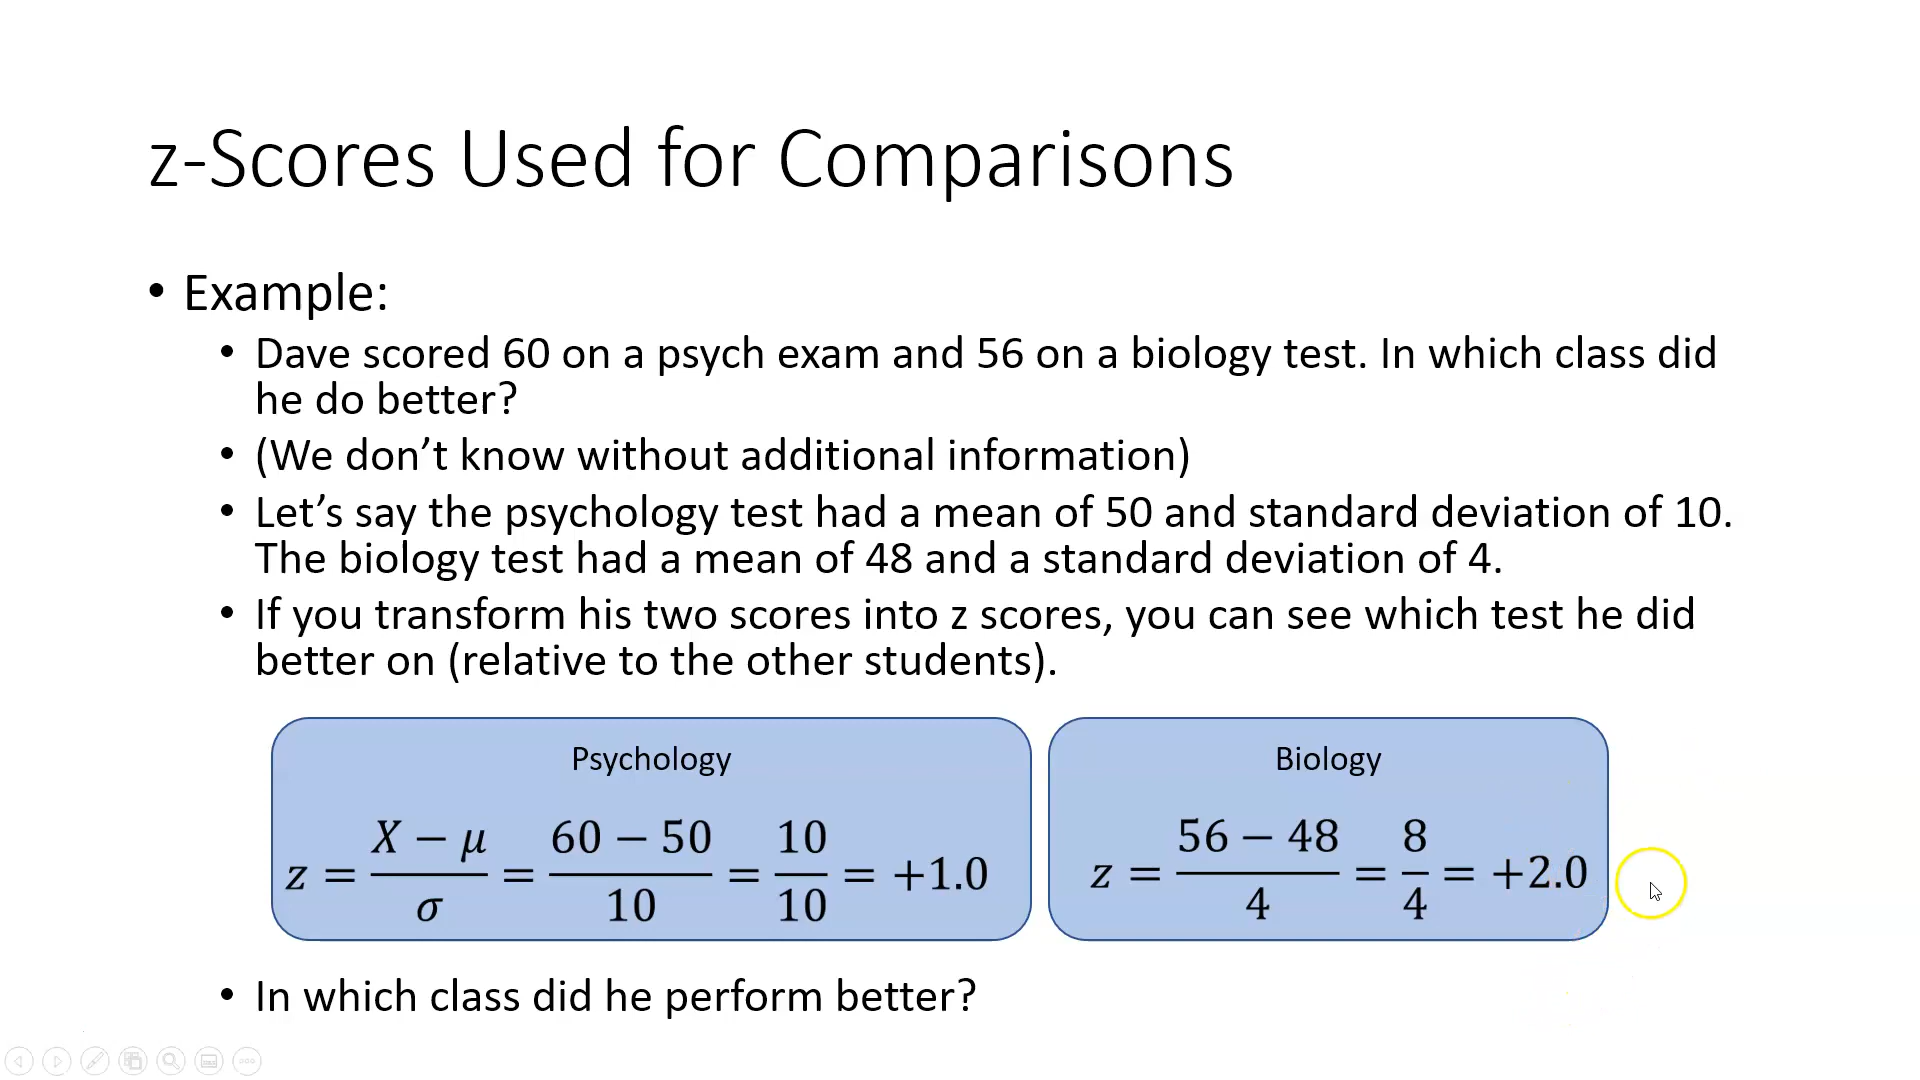 z-Scores Used for Comparisons
• Example:
• Dave scored 60 on a psych exam and 56 on a biology test. In which class did
he do better?
• (We don’t know without additional information)
• Let’s say the psychology test had a mean of 50 and standard deviation of 10.
The biology test had a mean of 48 and a standard deviation of 4.
• If you transform his two scores into z scores, you can see which test he did
better on (relative to the other students).
Psychology
z = (X − μ)/σ = (60 − 50)/10 = 10/10 = +1.0
Biology
z = (56 − 48)/4 = 8/4 = +2.0
• In which class did he perform better?